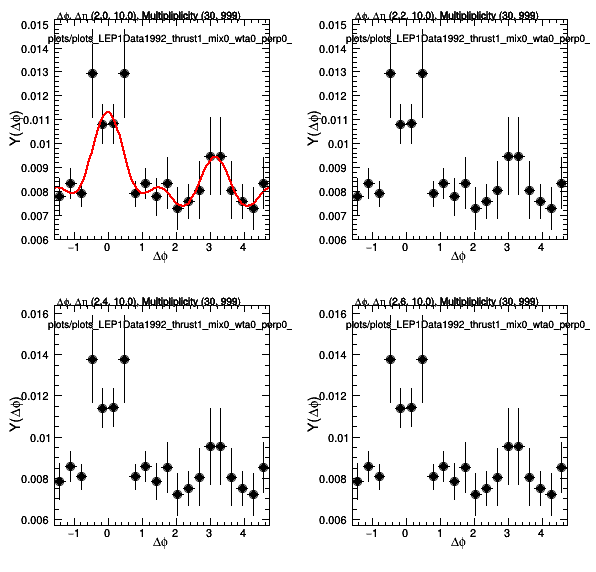 Δϕ, Δη (2.0, 10.0), Multiplicity (30, 999)
plots/plots_LEP1Data1992_thrust1_mix0_wta0_perp0_
Y(Δϕ)
0.015
0.014
0.013
0.012
0.011
0.01
0.009
0.008
0.007
0.006
−1 0 1 2 3 4
Δϕ
Δϕ, Δη (2.2, 10.0), Multiplicity (30, 999)
plots/plots_LEP1Data1992_thrust1_mix0_wta0_perp0_
Y(Δϕ)
0.015
0.014
0.013
0.012
0.011
0.01
0.009
0.008
0.007
0.006
−1 0 1 2 3 4
Δϕ
Δϕ, Δη (2.4, 10.0), Multiplicity (30, 999)
plots/plots_LEP1Data1992_thrust1_mix0_wta0_perp0_
Y(Δϕ)
0.016
0.014
0.012
0.01
0.008
0.006
−1 0 1 2 3 4
Δϕ
Δϕ, Δη (2.6, 10.0), Multiplicity (30, 999)
plots/plots_LEP1Data1992_thrust1_mix0_wta0_perp0_
Y(Δϕ)
0.016
0.014
0.012
0.01
0.008
0.006
−1 0 1 2 3 4
Δϕ